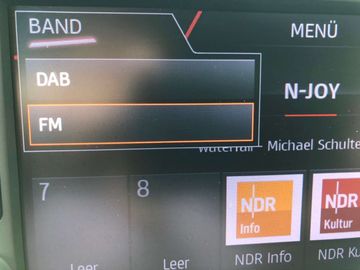 BAND
MENÜ
DAB
N-JOY
FM
Waterfall
Michael Schulte
7
8
NDR
Info
NDR
Kultur
Leer
Leer
NDR Info
NDR Ku